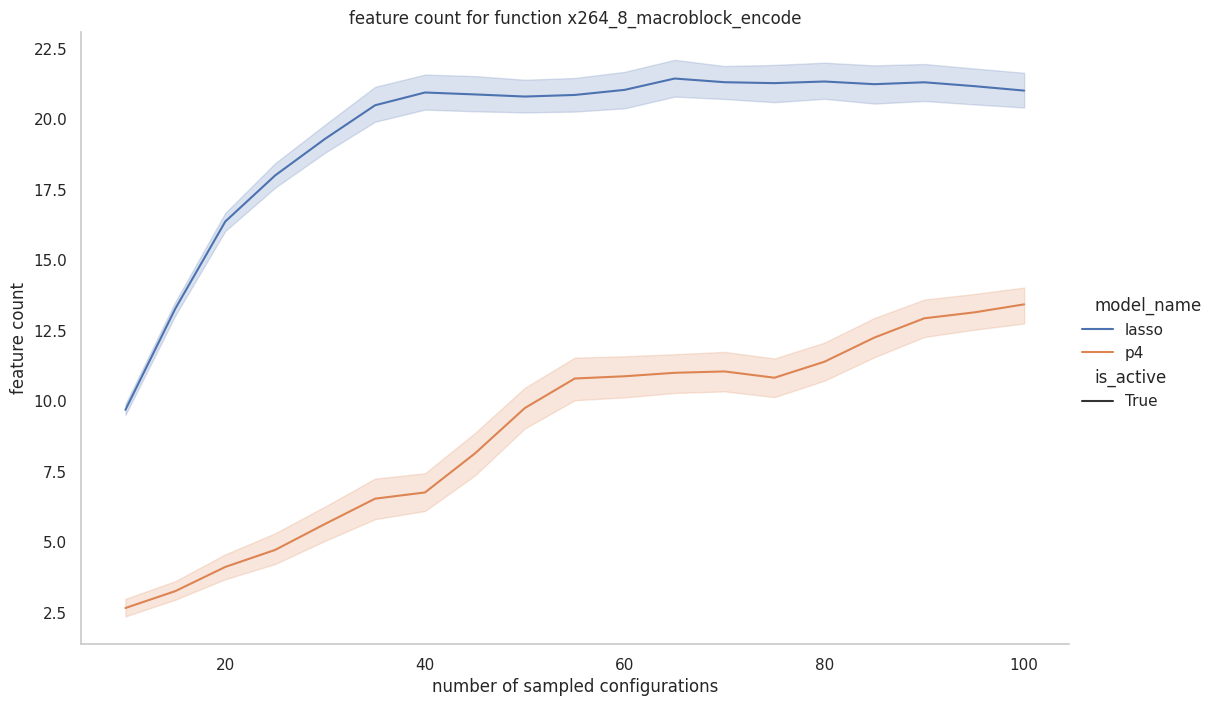 feature count for function x264_8_macroblock_encode
22.5
20.0
17.5
15.0
12.5
10.0
7.5
5.0
2.5
feature count
20 40 60 80 100
number of sampled configurations
model_name
lasso
p4
is_active
True